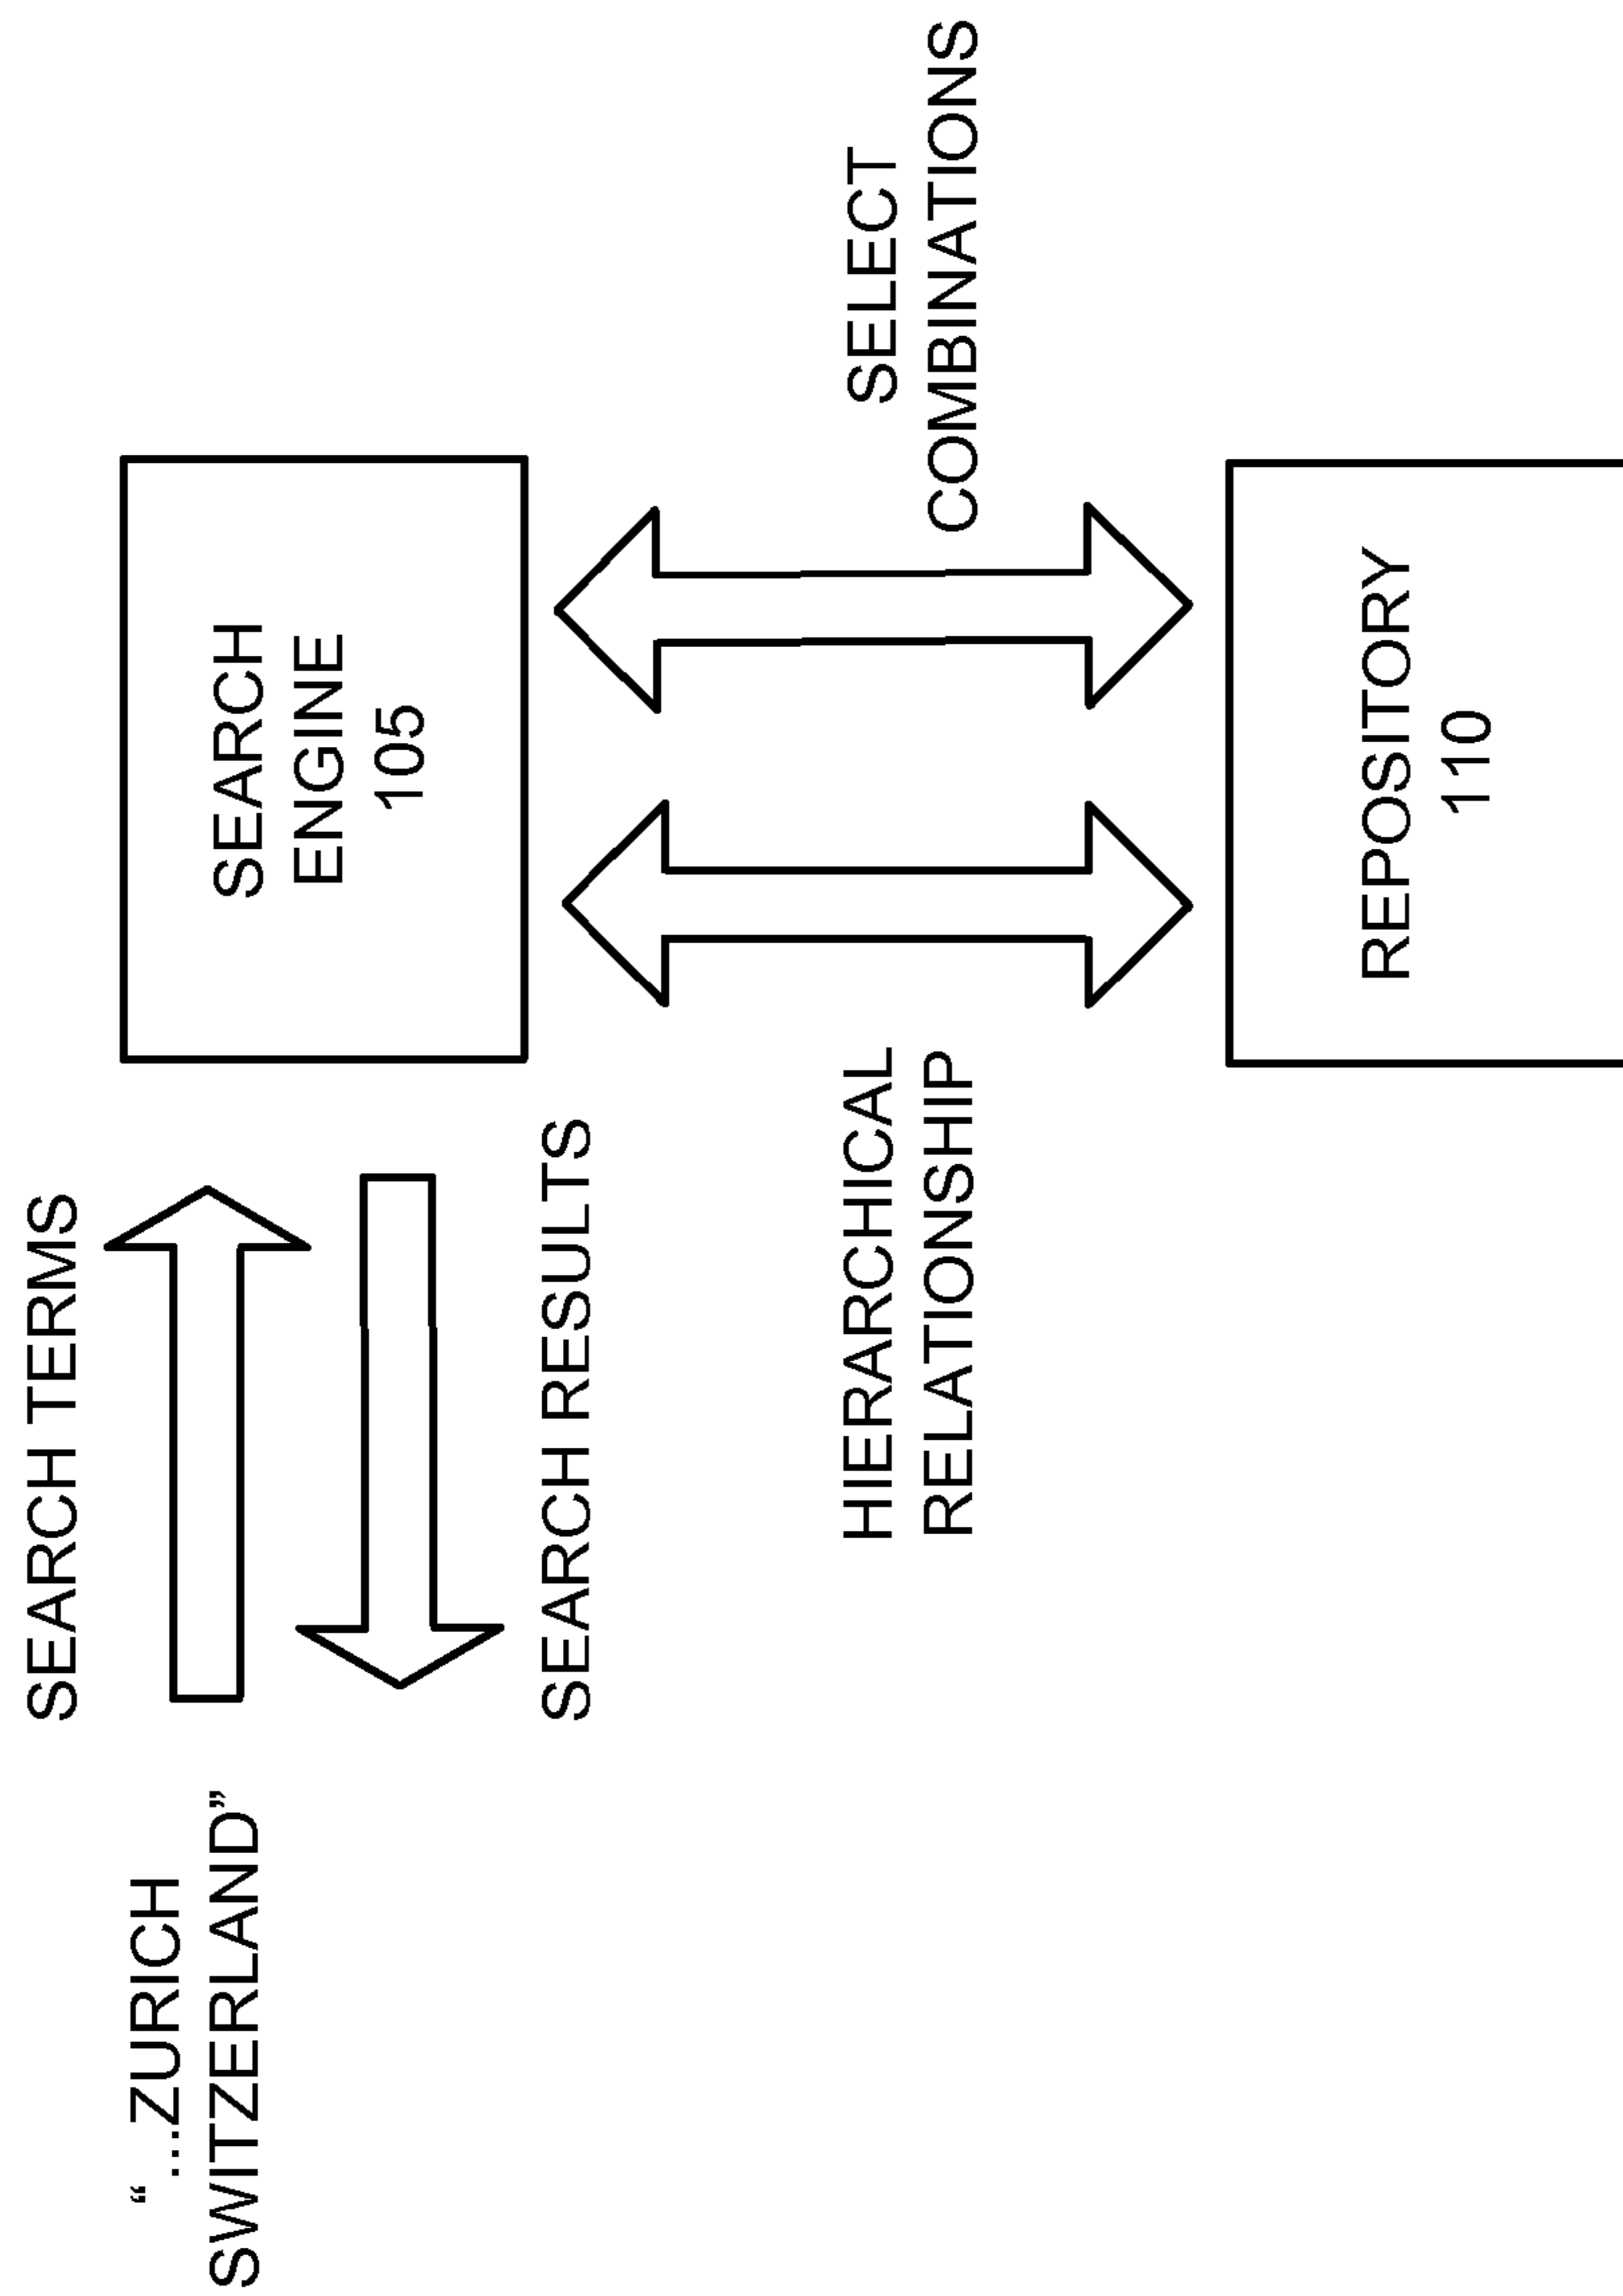 SEARCH TERMS
“...ZURICH
SWITZERLAND”
SEARCH RESULTS
SEARCH
ENGINE
105
HIERARCHICAL
RELATIONSHIP
SELECT
COMBINATIONS
REPOSITORY
110